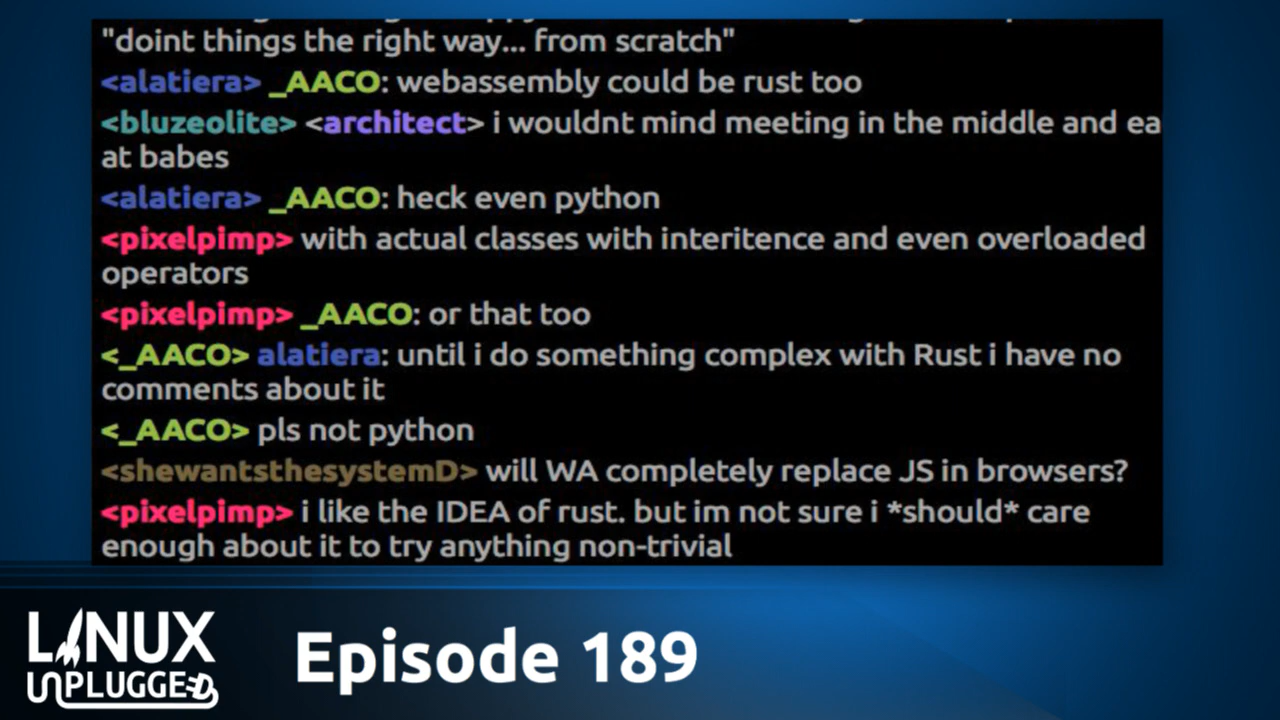 "doint things the right way... from scratch"
<alatiera> _AACO: webassembly could be rust too
<bluzeolite> <architect> i wouldnt mind meeting in the middle and ea
at babes
<alatiera> _AACO: heck even python
<pixelpimp> with actual classes with interitence and even overloaded
operators
<pixelpimp> _AACO: or that too
<_AACO> alatiera: until i do something complex with Rust i have no
comments about it
<_AACO> pls not python
<shewantsthesystemD> will WA completely replace JS in browsers?
<pixelpimp> i like the IDEA of rust. but im not sure i *should* care
enough about it to try anything non-trivial
LINUX
UNPLUGGED
Episode 189